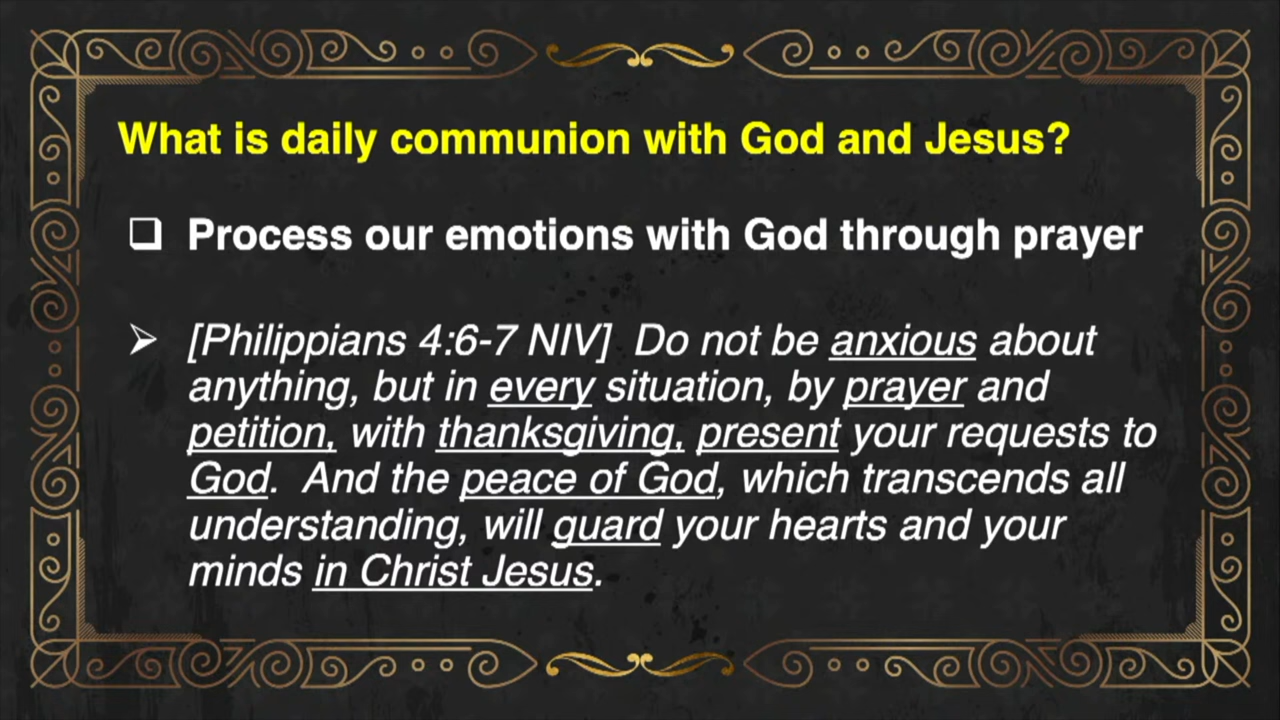 What is daily communion with God and Jesus?
❑ Process our emotions with God through prayer
➢ [Philippians 4:6-7 NIV]  Do not be anxious about
anything, but in every situation, by prayer and
petition, with thanksgiving, present your requests to
God.  And the peace of God, which transcends all
understanding, will guard your hearts and your
minds in Christ Jesus.